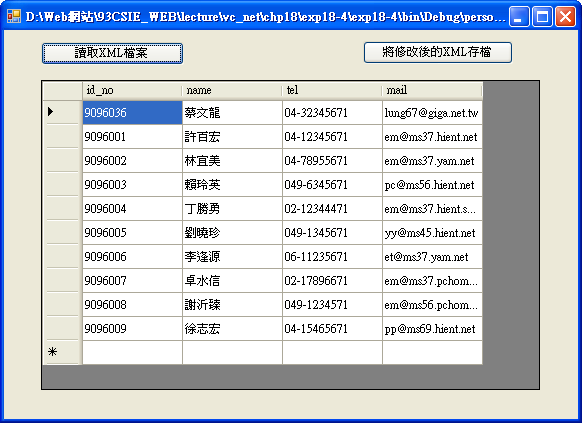 D:\Web網站\93CSIE_WEB\lecture\vc_net\chp18\exp18-4\exp18-4\bin\Debug\perso...
讀取XML檔案 將修改後的XML存檔
id_no name tel mail
9096036 蔡文龍 04-32345671 lung67@giga.net.tw
9096001 許百宏 04-12345671 em@ms37.hient.net
9096002 林宜美 04-78955671 em@ms37.yam.net
9096003 賴玲英 049-6345671 pc@ms56.hient.net
9096004 丁勝勇 02-12344471 em@ms37.hient.s...
9096005 劉曉珍 049-1345671 yy@ms45.hient.net
9096006 李逢源 06-11235671 et@ms37.yam.net
9096007 卓水信 02-17896671 em@ms37.pchom...
9096008 謝沂臻 049-1234571 em@ms56.pchom...
9096009 徐志宏 04-15465671 pp@ms69.hient.net